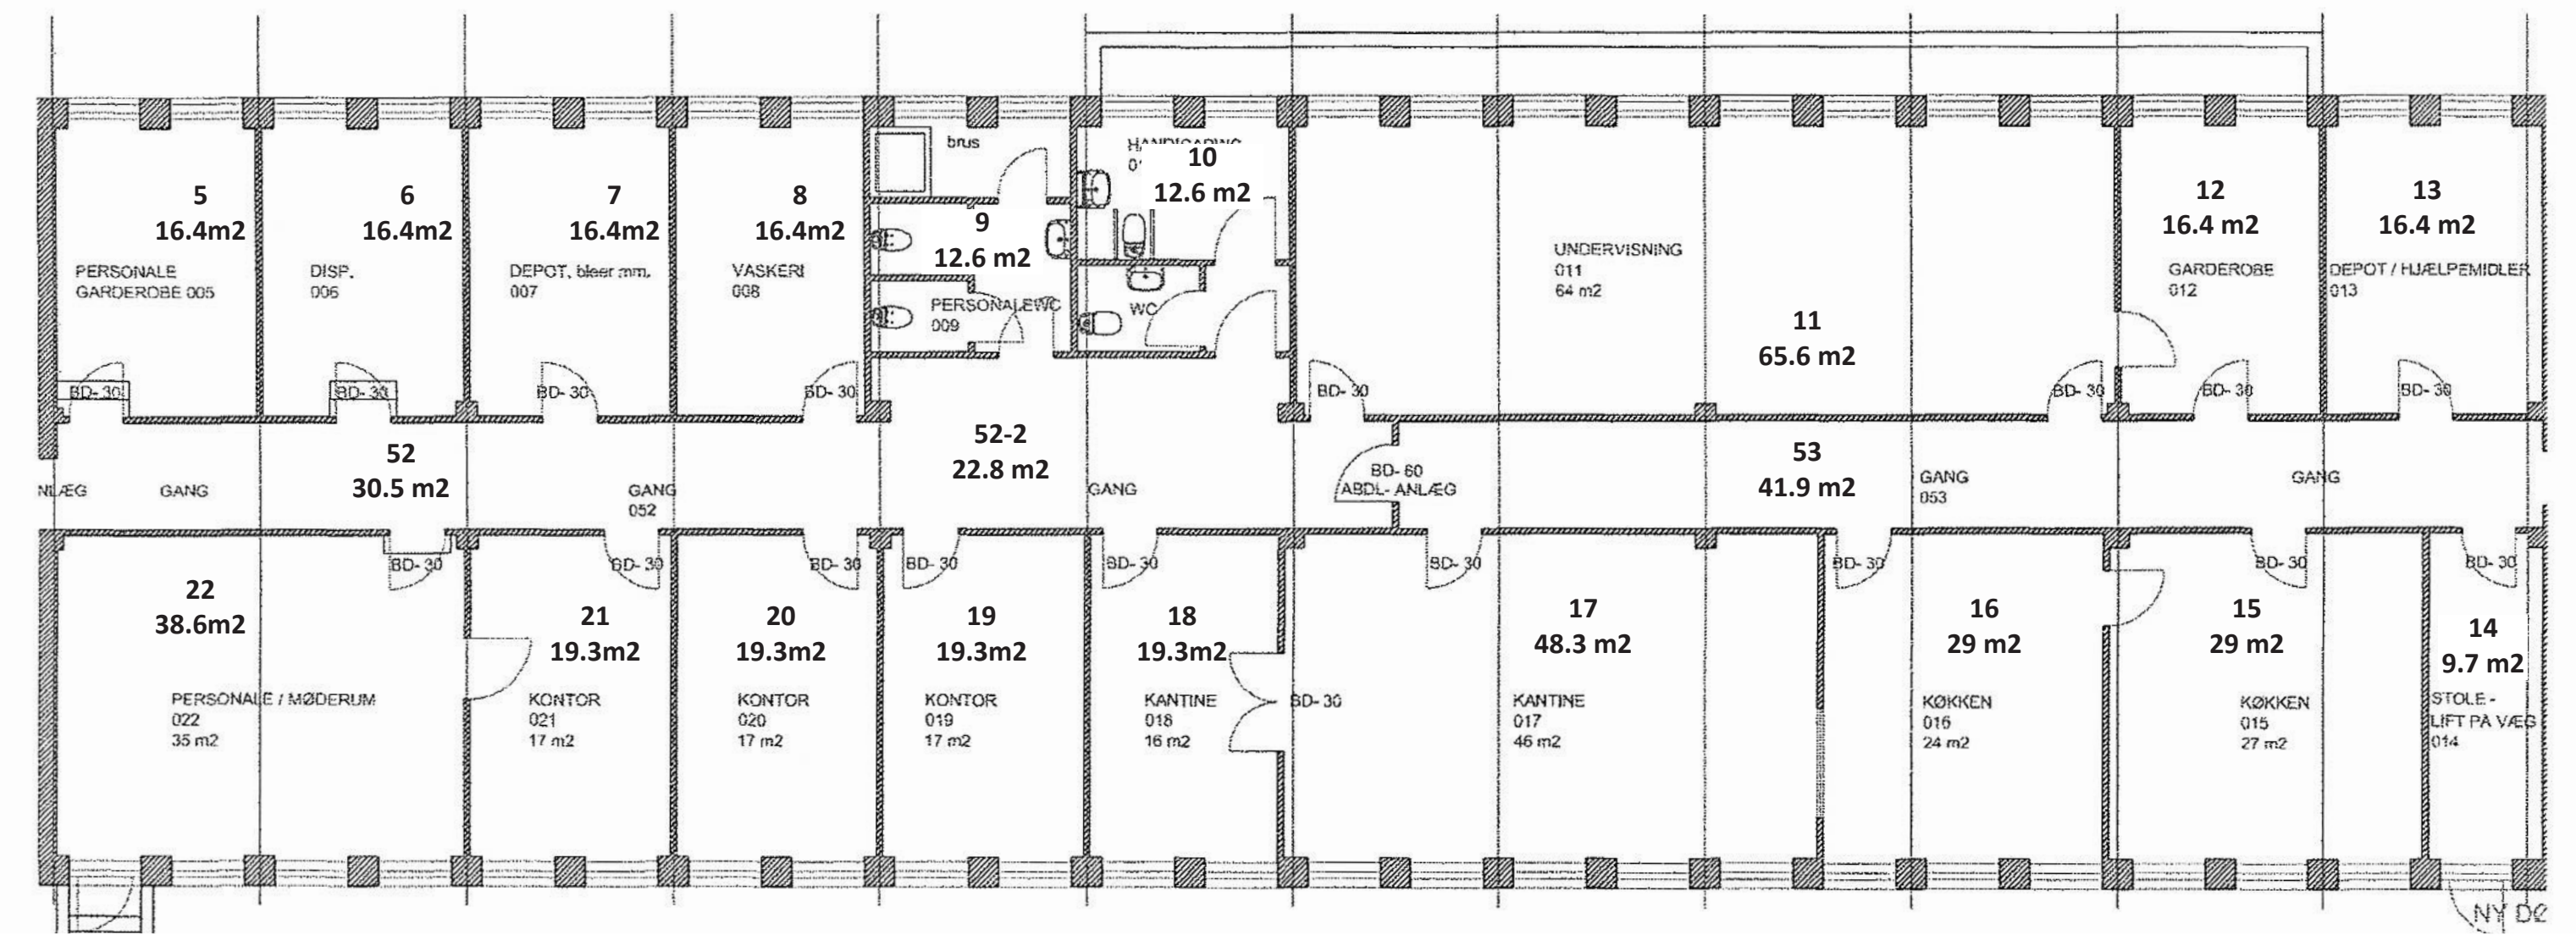 brus
HANDICAPWC
5
16.4m2
PERSONALE
GARDEROBE 005
6
16.4m2
DISP.
006
7
16.4m2
DEPOT, bleer mm.
007
8
16.4m2
VASKERI
008
9
12.6 m2
PERSONALEWC
009
10
12.6 m2
WC
UNDERVISNING
011
64 m2
11
65.6 m2
12
16.4 m2
GARDEROBE
012
13
16.4 m2
DEPOT / HJÆLPEMIDLER
013
BD- 30
BD- 30
BD- 30
BD- 30
BD- 30
BD- 30
BD- 30
BD- 30
NLÆG
GANG
52
30.5 m2
GANG
052
52-2
22.8 m2
GANG
BD- 60
ABDL- ANLÆG
53
41.9 m2
GANG
053
GANG
BD- 30
BD- 30
BD- 30
BD- 30
BD- 30
BD- 30
BD- 30
BD- 30
BD- 30
22
38.6m2
PERSONALE / MØDERUM
022
35 m2
21
19.3m2
KONTOR
021
17 m2
20
19.3m2
KONTOR
020
17 m2
19
19.3m2
KONTOR
019
17 m2
18
19.3m2
KANTINE
018
16 m2
BD- 30
17
48.3 m2
KANTINE
017
46 m2
16
29 m2
KØKKEN
016
24 m2
15
29 m2
KØKKEN
015
27 m2
14
9.7 m2
STOLE -
LIFT PÅ VÆG
014
NY DØ